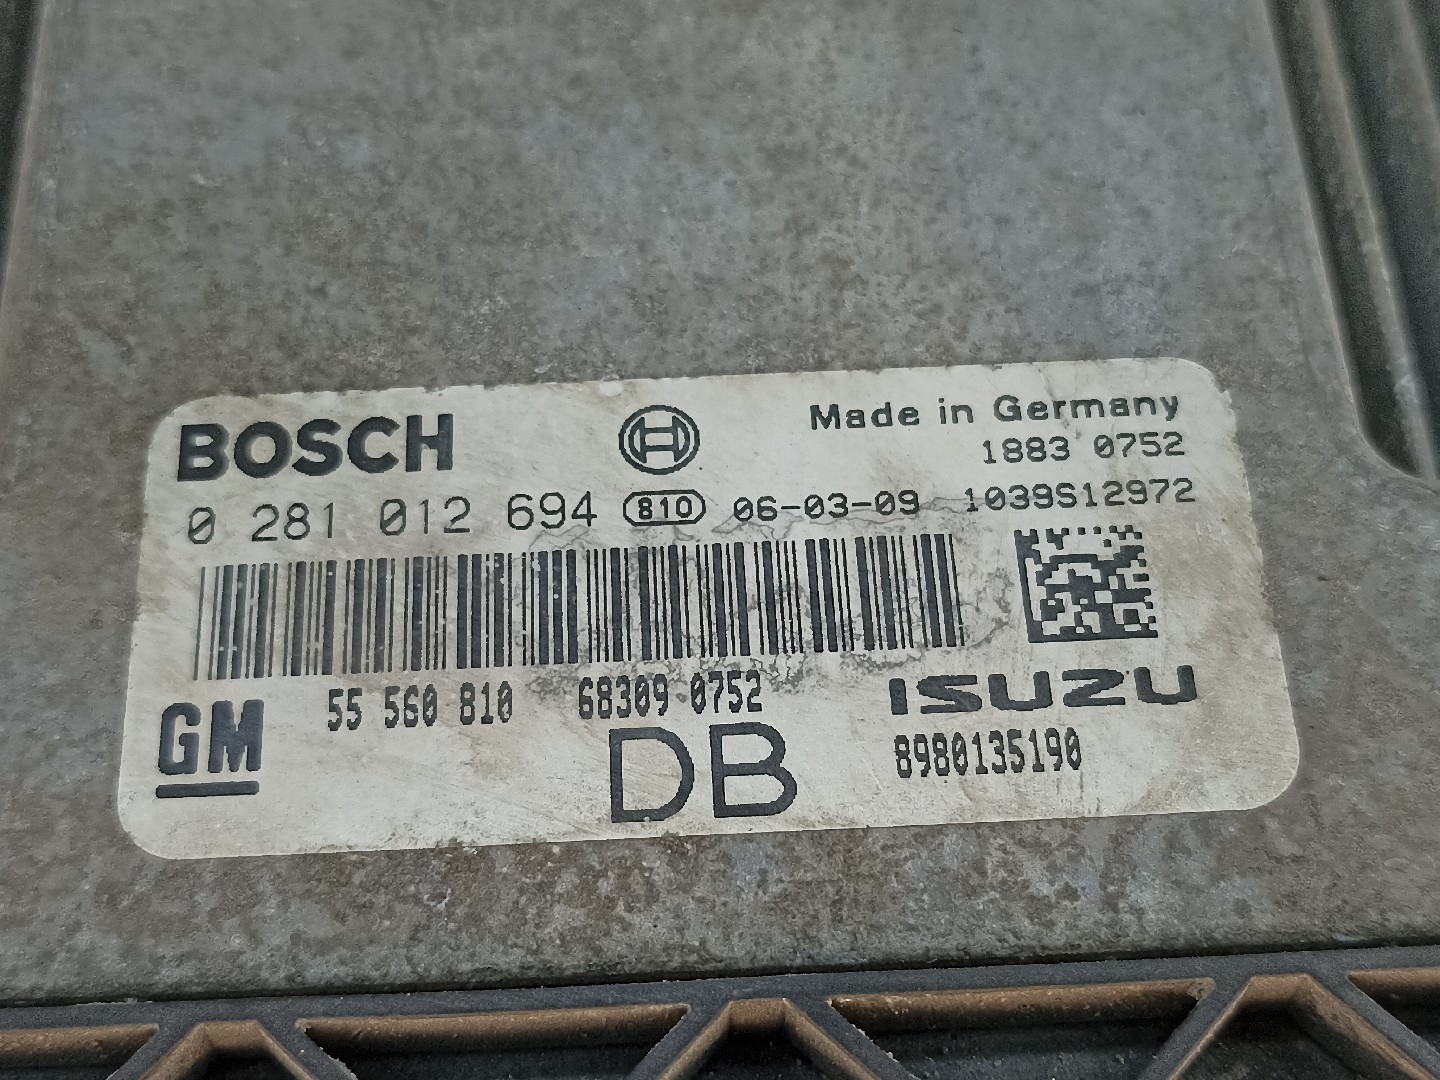 BOSCH
Made in Germany
1883 0752
0 281 012 694 810 06-03-09 1039S12972
55 560 810 68309 0752
ISUZU
GM
DB
8980135190